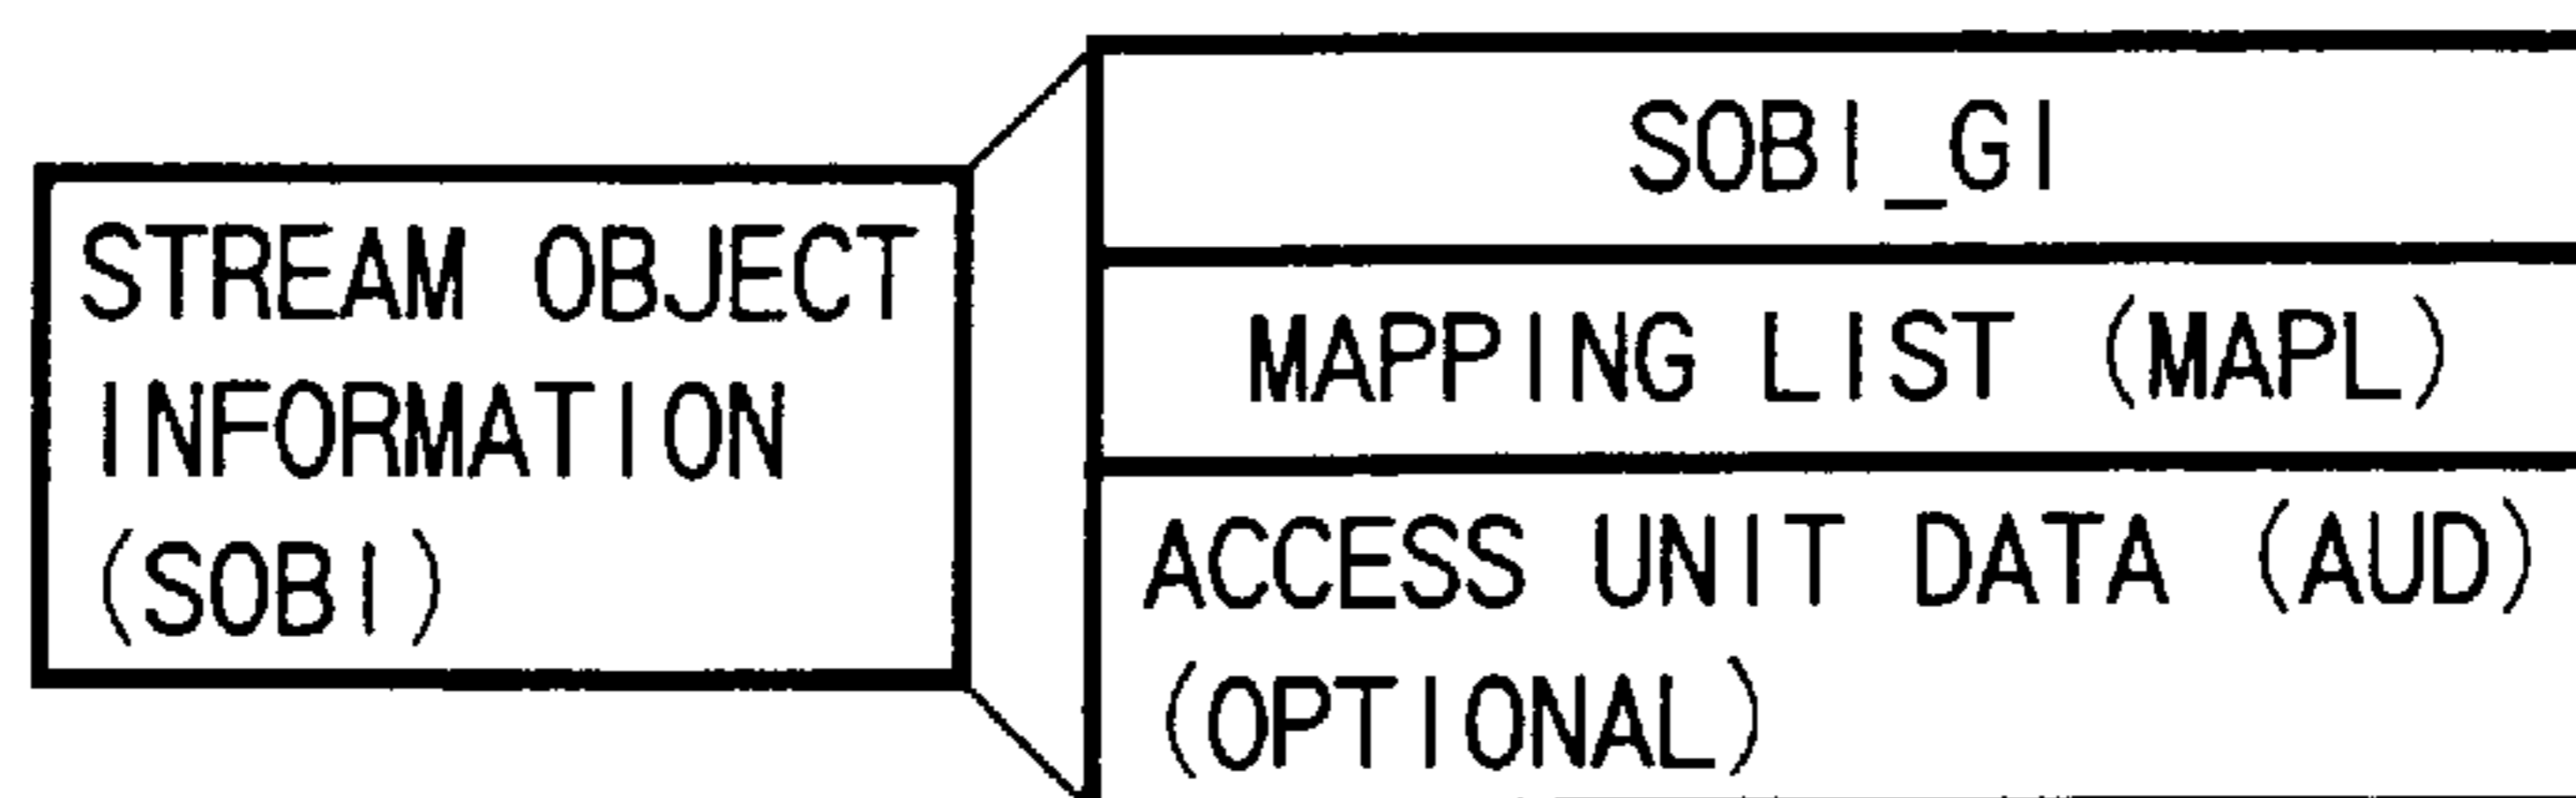 STREAM OBJECT
INFORMATION
(SOBI)
SOBI_GI
MAPPING LIST (MAPL)
ACCESS UNIT DATA (AUD)
(OPTIONAL)